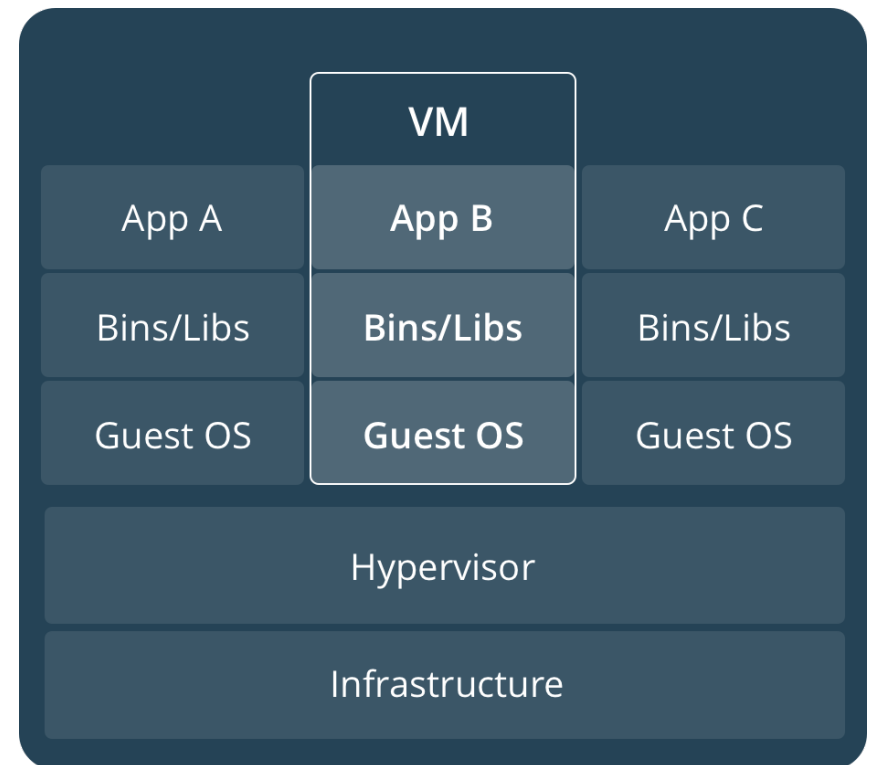 VM
App A
App B
App C
Bins/Libs
Bins/Libs
Bins/Libs
Guest OS
Guest OS
Guest OS
Hypervisor
Infrastructure